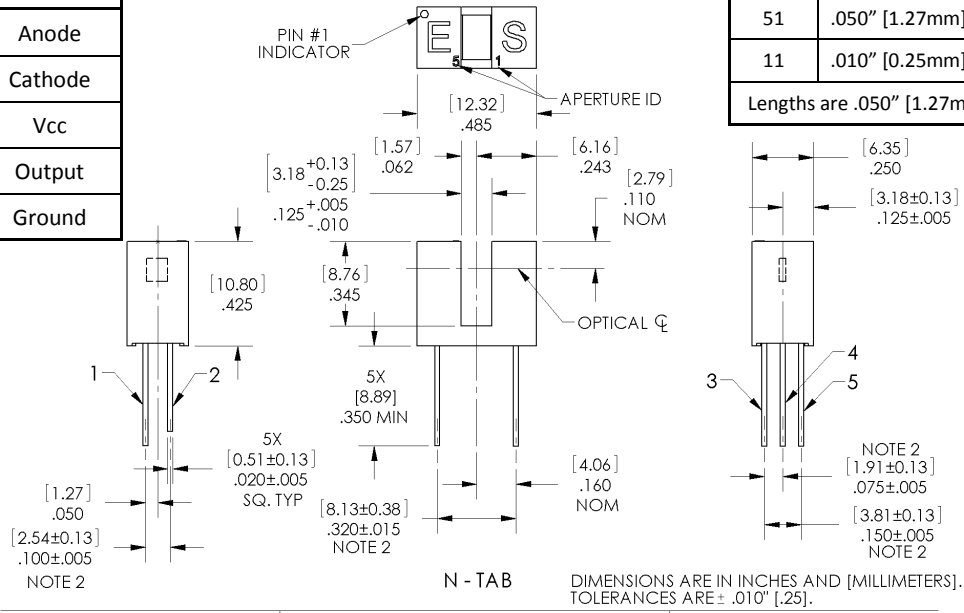 Anode
Cathode
Vcc
Output
Ground
PIN #1
INDICATOR
E S
5 1
APERTURE ID
51 .050” [1.27mm]
11 .010” [0.25mm]
Lengths are .050” [1.27m
[12.32]
.485
[1.57]
.062
[6.16]
.243
[3.18 +0.13 -0.25]
.125 +.005 -.010
[2.79]
.110
NOM
[6.35]
.250
[3.18±0.13]
.125±.005
[10.80]
.425
[8.76]
.345
OPTICAL ℄
1
2
5X
[8.89]
.350 MIN
3
4
5
5X
[0.51±0.13]
.020±.005
SQ. TYP
[1.27]
.050
[2.54±0.13]
.100±.005
NOTE 2
[8.13±0.38]
.320±.015
NOTE 2
[4.06]
.160
NOM
NOTE 2
[1.91±0.13]
.075±.005
[3.81±0.13]
.150±.005
NOTE 2
N - TAB
DIMENSIONS ARE IN INCHES AND [MILLIMETERS].
TOLERANCES ARE ± .010" [.25].